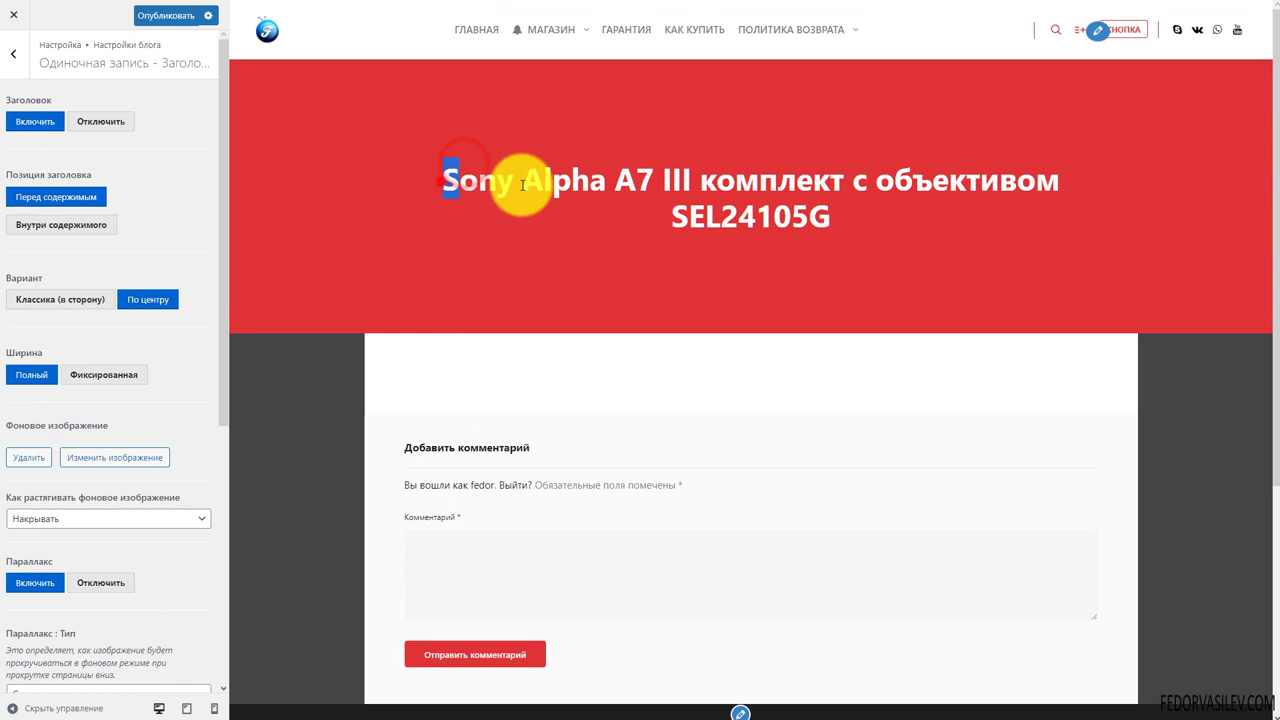 Опубликовать
Настройка ▸ Настройки блога
Одиночная запись - Заголо...
Заголовок
Включить
Отключить
Позиция заголовка
Перед содержимым
Внутри содержимого
Вариант
Классика (в сторону)
По центру
Ширина
Полный
Фиксированная
Фоновое изображение
Удалить
Изменить изображение
Как растягивать фоновое изображение
Накрывать
Параллакс
Включить
Отключить
Параллакс : Тип
Это определяет, как изображение будет
прокручиваться в фоновом режиме при
прокрутке страницы вниз.
Скрыть управление
ГЛАВНАЯ
МАГАЗИН
ГАРАНТИЯ
КАК КУПИТЬ
ПОЛИТИКА ВОЗВРАТА
КНОПКА
Sony Alpha A7 III комплект с объективом
SEL24105G
Добавить комментарий
Вы вошли как fedor. Выйти? Обязательные поля помечены *
Комментарий *
Отправить комментарий
FEDORVASILEV.COM